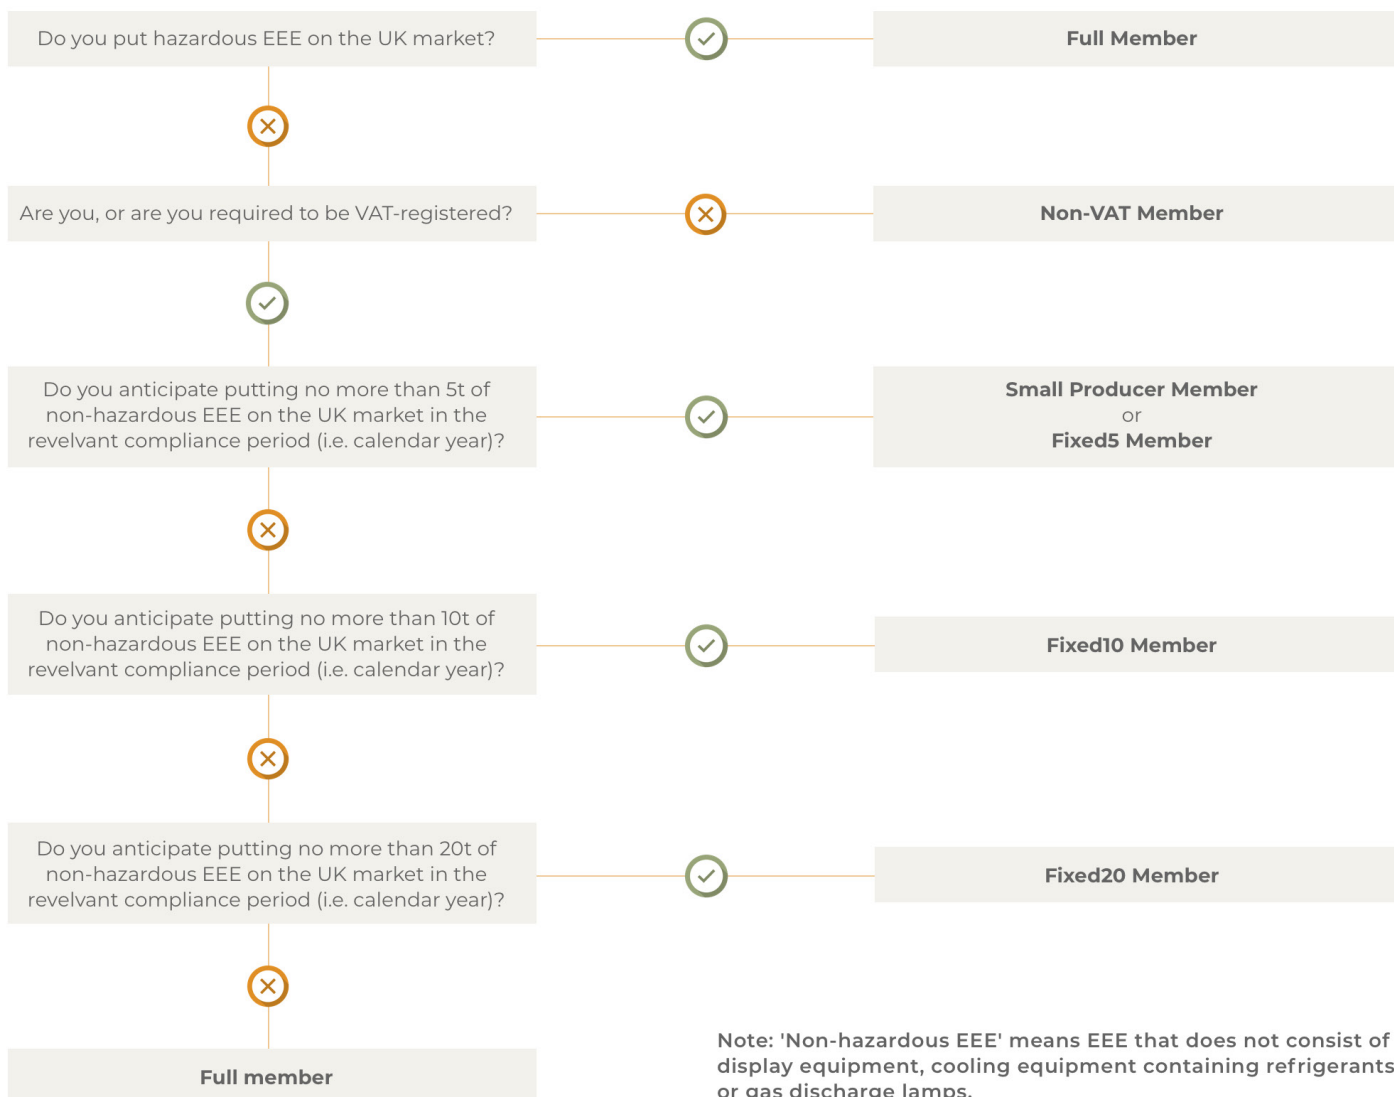 Do you put hazardous EEE on the UK market?
Full Member
Are you, or are you required to be VAT-registered?
Non-VAT Member
Do you anticipate putting no more than 5t of
non-hazardous EEE on the UK market in the
revelvant compliance period (i.e. calendar year)?
Small Producer Member
or
Fixed5 Member
Do you anticipate putting no more than 10t of
non-hazardous EEE on the UK market in the
revelvant compliance period (i.e. calendar year)?
Fixed10 Member
Do you anticipate putting no more than 20t of
non-hazardous EEE on the UK market in the
revelvant compliance period (i.e. calendar year)?
Fixed20 Member
Full member
Note: 'Non-hazardous EEE' means EEE that does not consist of
display equipment, cooling equipment containing refrigerants
or gas discharge lamps.